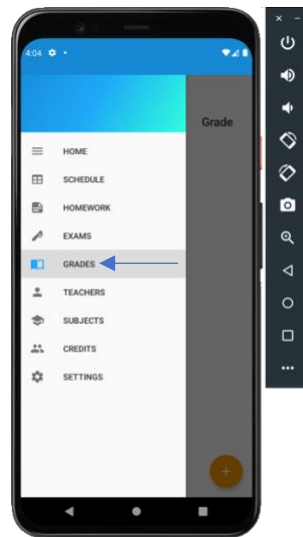 4:04
Grade
HOME
SCHEDULE
HOMEWORK
EXAMS
GRADES
TEACHERS
SUBJECTS
CREDITS
SETTINGS